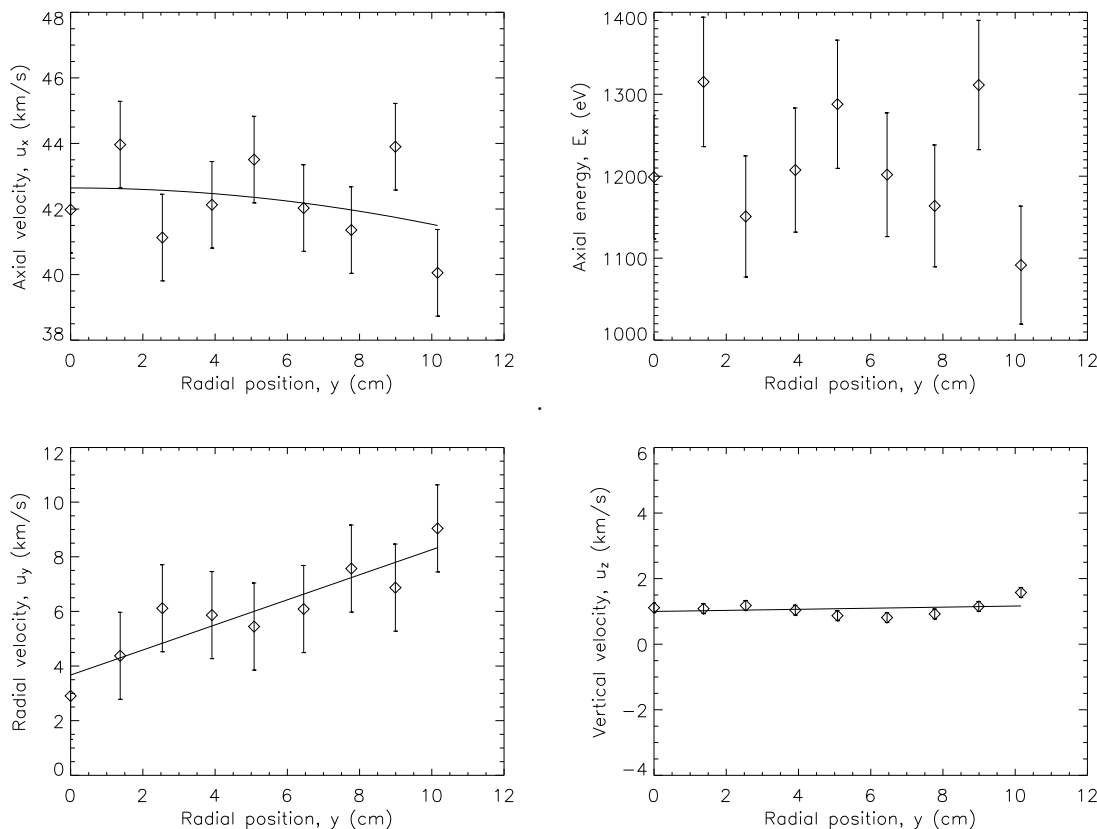 48
46
44
42
40
38
Axial velocity, u_x (km/s)
0 2 4 6 8 10 12
Radial position, y (cm)
1400
1300
1200
1100
1000
Axial energy, E_x (eV)
0 2 4 6 8 10 12
Radial position, y (cm)
12
10
8
6
4
2
0
Radial velocity, u_y (km/s)
0 2 4 6 8 10 12
Radial position, y (cm)
6
4
2
0
−2
−4
Vertical velocity, u_z (km/s)
0 2 4 6 8 10 12
Radial position, y (cm)